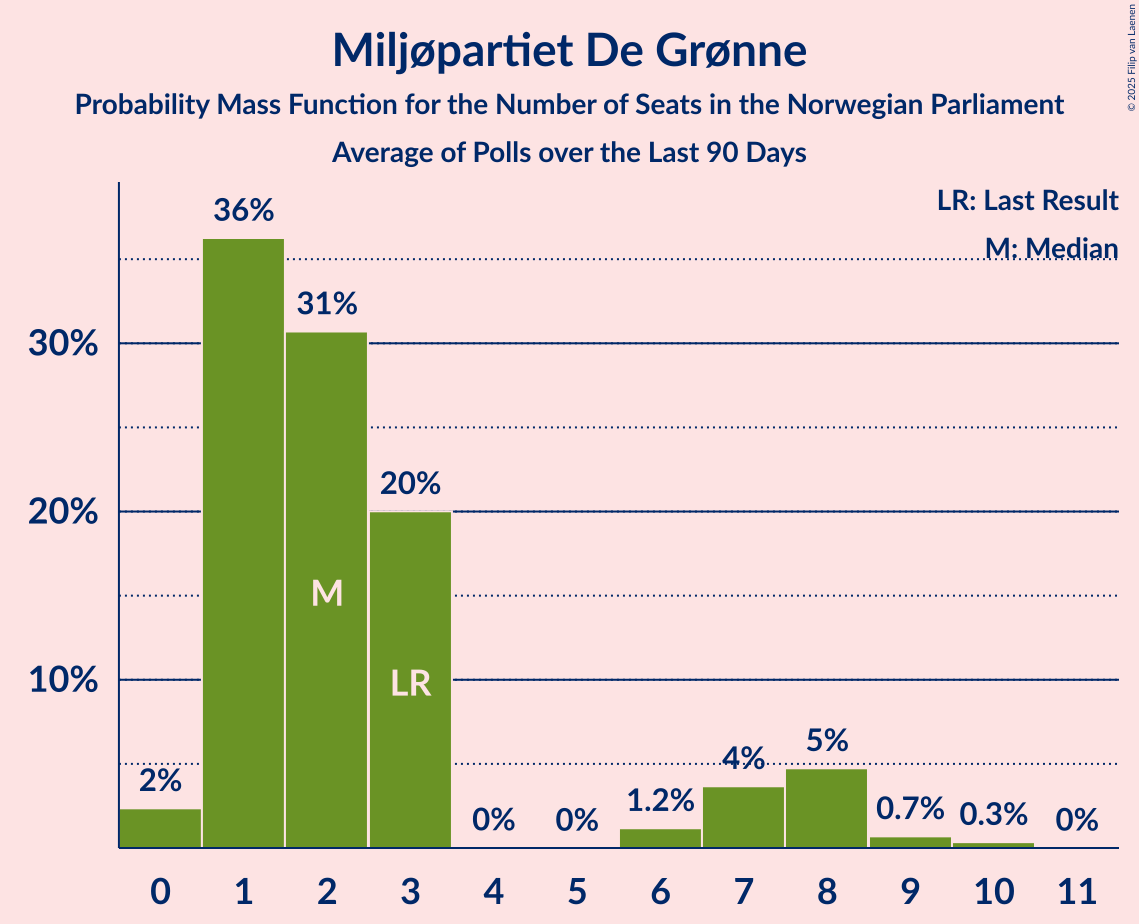 Miljøpartiet De Grønne
Probability Mass Function for the Number of Seats in the Norwegian Parliament
Average of Polls over the Last 90 Days
© 2025 Filip van Laenen
LR: Last Result
M: Median
36%
31%
30%
20%
20%
M
LR
10%
5%
4%
2%
1.2%
0.7%
0.3%
0%
0%
0%
0 1 2 3 4 5 6 7 8 9 10 11